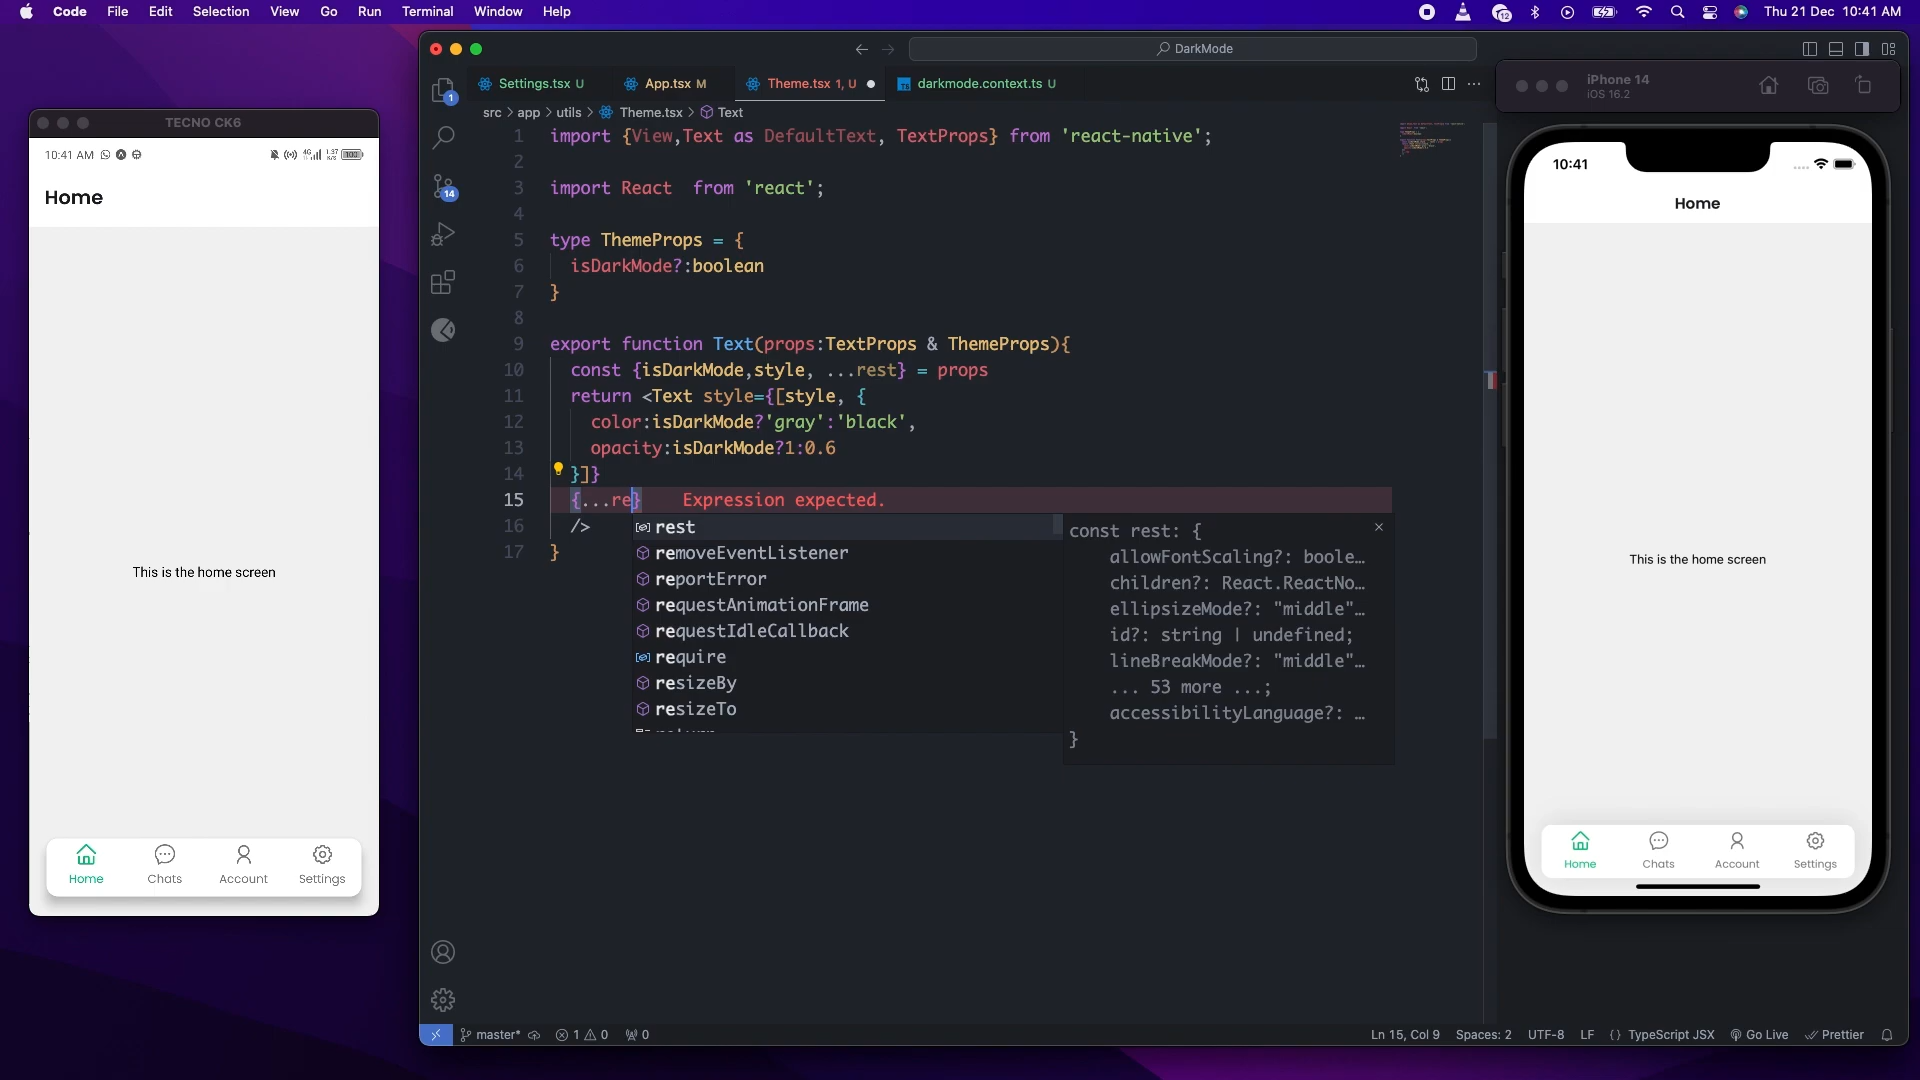 Code File Edit Selection View Go Run Terminal Window Help
12
Thu 21 Dec 10:41 AM
TECNO CK6
10:41 AM
4G 1.37 K/S 100
Home
This is the home screen
Home Chats Account Settings
DarkMode
Settings.tsx U
App.tsx M
Theme.tsx 1, U
darkmode.context.ts U
src > app > utils > Theme.tsx > Text
1
14
1 import {View,Text as DefaultText, TextProps} from 'react-native';
2
3 import React  from 'react';
4
5 type ThemeProps = {
6 isDarkMode?:boolean
7 }
8
9 export function Text(props:TextProps & ThemeProps){
10 const {isDarkMode,style, ...rest} = props
11 return <Text style={[style, {
12 color:isDarkMode?'gray':'black',
13 opacity:isDarkMode?1:0.6
14 }]}
15 {...re} Expression expected.
16 />
17 }
rest
removeEventListener
reportError
requestAnimationFrame
requestIdleCallback
require
resizeBy
resizeTo
const rest: {
allowFontScaling?: boole…
children?: React.ReactNo…
ellipsizeMode?: "middle"…
id?: string | undefined;
lineBreakMode?: "middle"…
... 53 more ...;
accessibilityLanguage?: …
}
master* 1 0 0
Ln 15, Col 9 Spaces: 2 UTF-8 LF {} TypeScript JSX Go Live Prettier
iPhone 14
iOS 16.2
10:41
Home
This is the home screen
Home Chats Account Settings